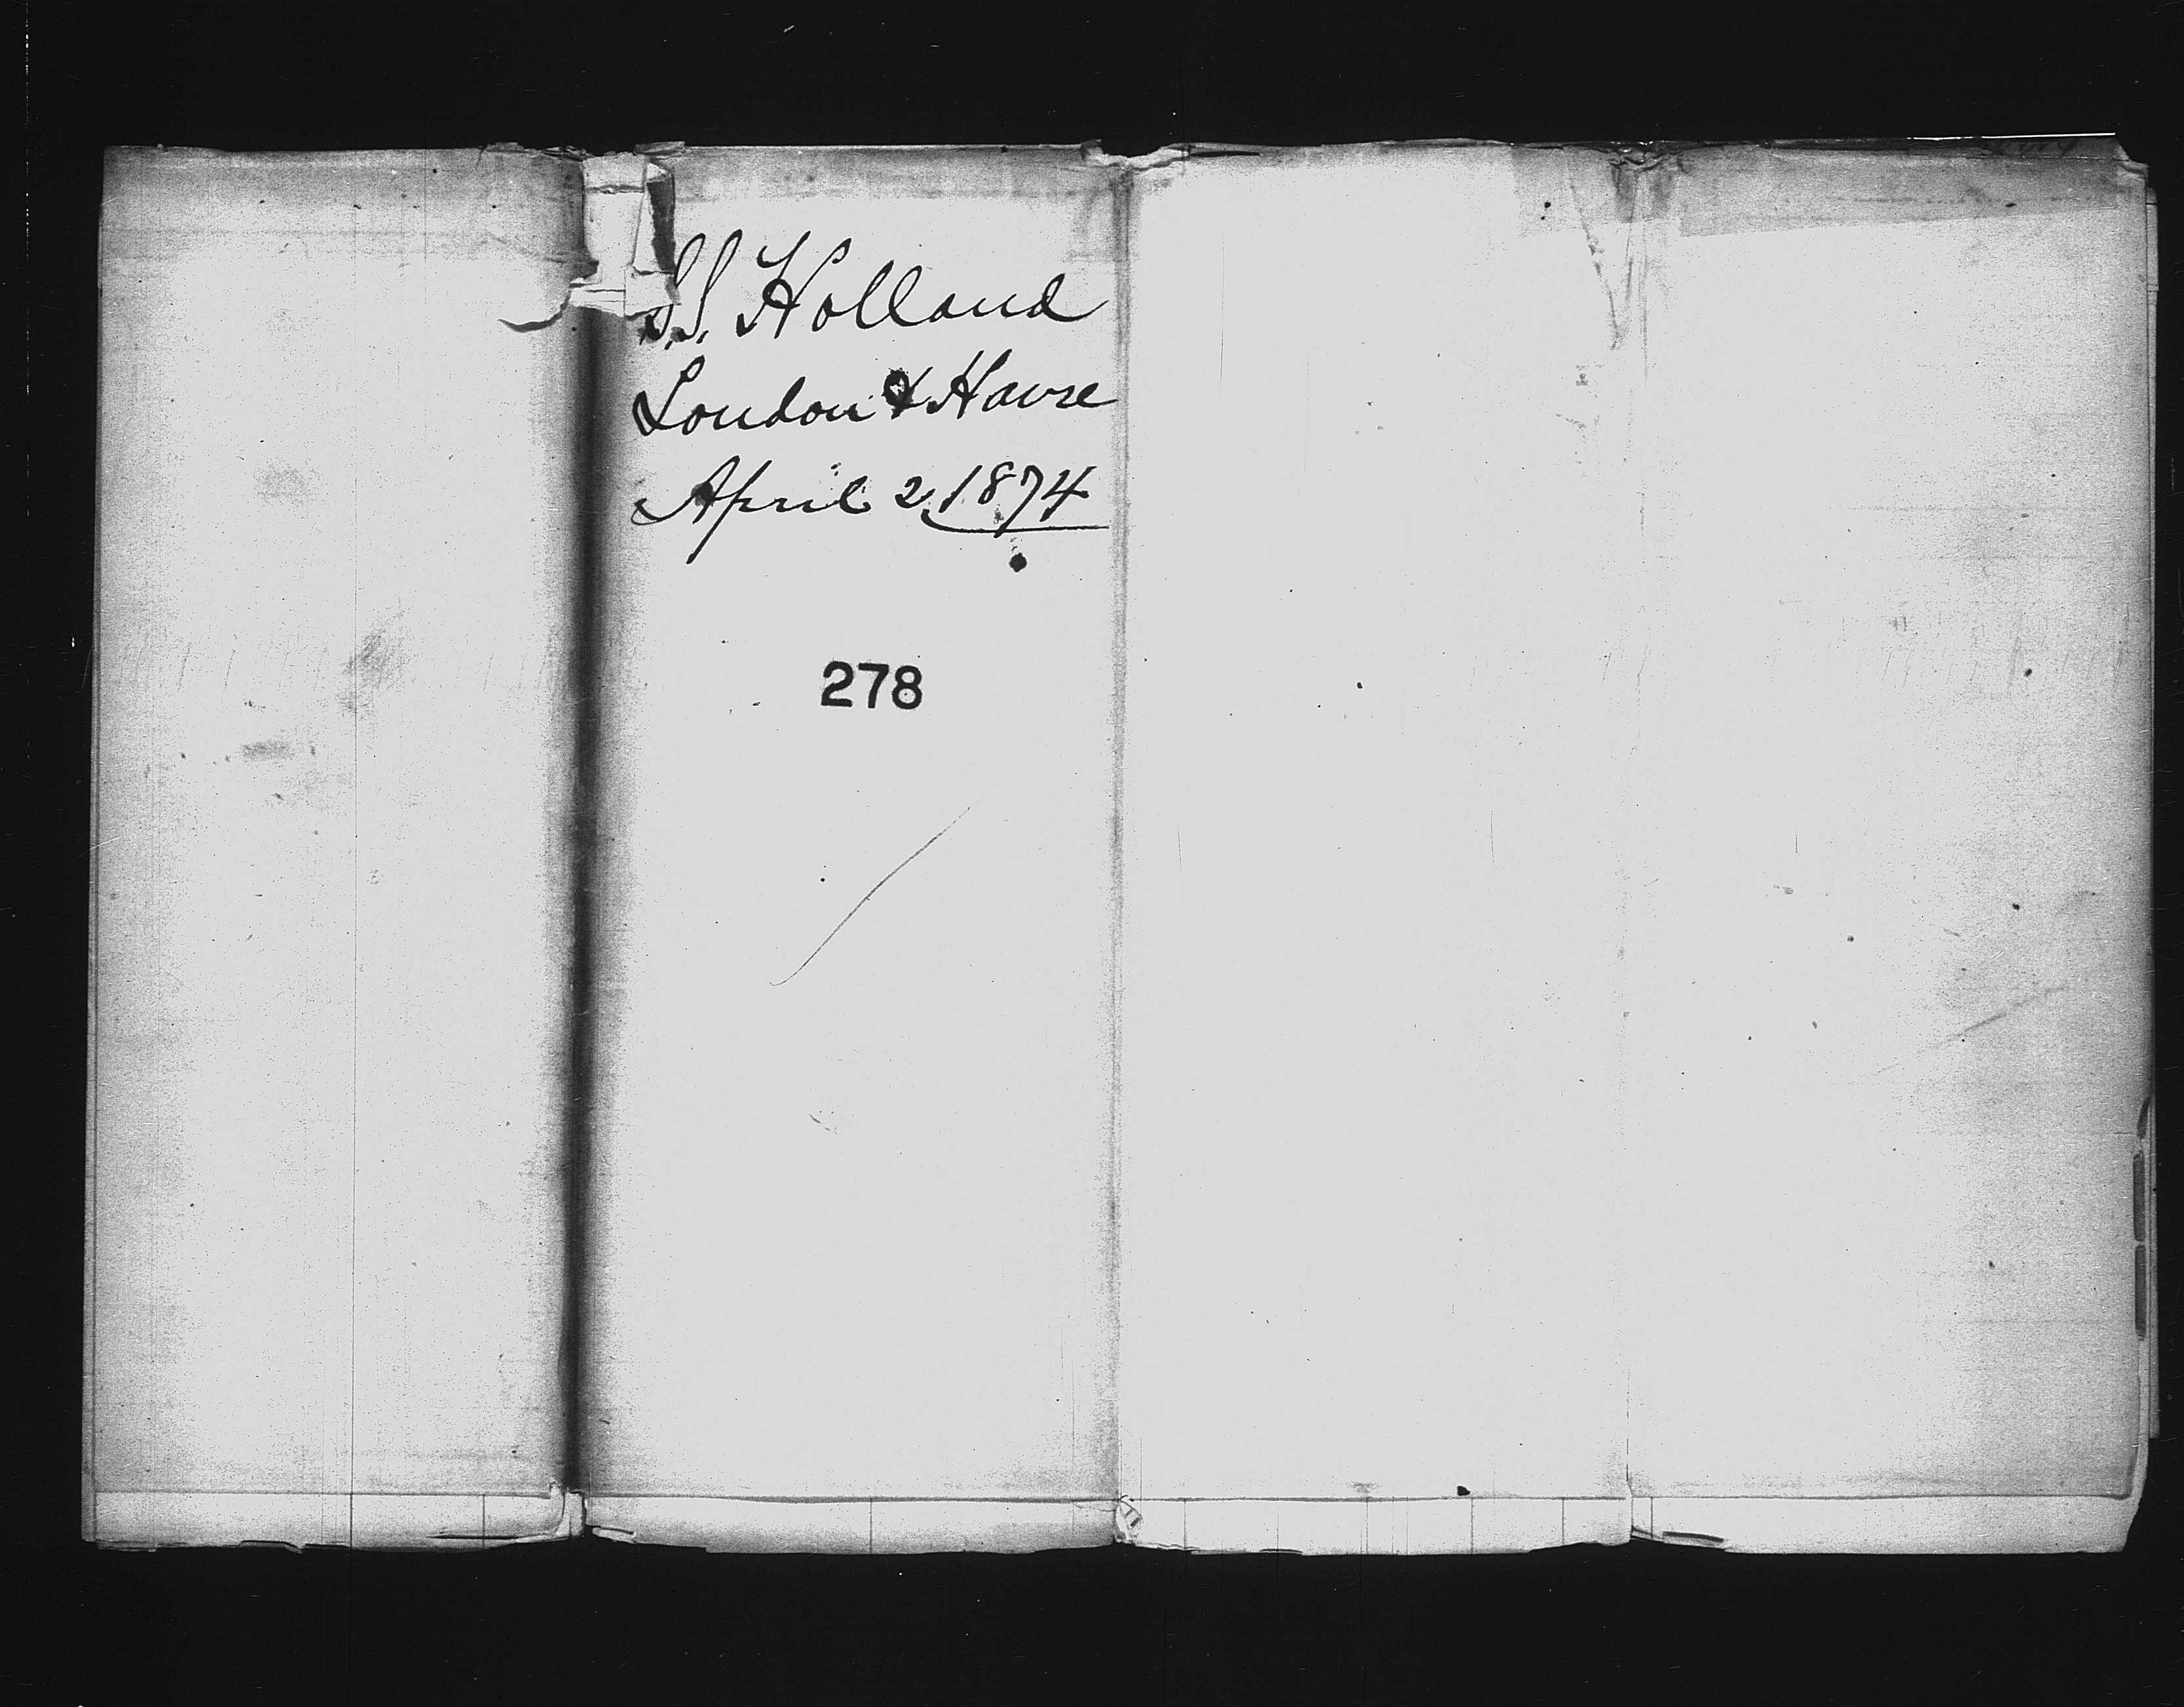 S.S. Holland
London & Havre
April 2, 1874
278